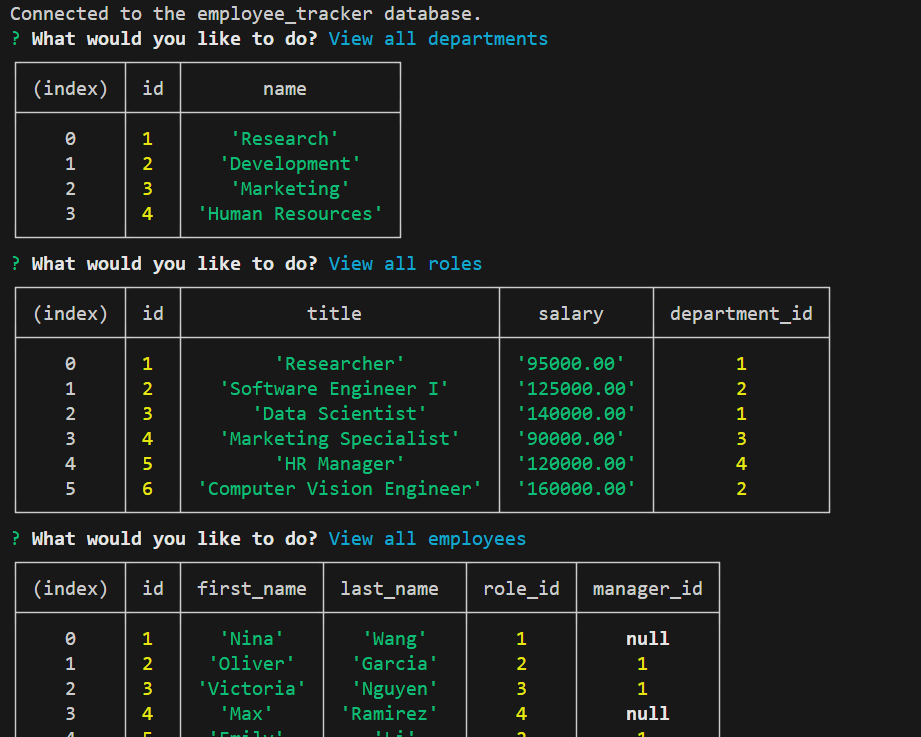 Connected to the employee_tracker database.
? What would you like to do? View all departments
(index) id name
0 1 'Research'
1 2 'Development'
2 3 'Marketing'
3 4 'Human Resources'
? What would you like to do? View all roles
(index) id title salary department_id
0 1 'Researcher' '95000.00' 1
1 2 'Software Engineer I' '125000.00' 2
2 3 'Data Scientist' '140000.00' 1
3 4 'Marketing Specialist' '90000.00' 3
4 5 'HR Manager' '120000.00' 4
5 6 'Computer Vision Engineer' '160000.00' 2
? What would you like to do? View all employees
(index) id first_name last_name role_id manager_id
0 1 'Nina' 'Wang' 1 null
1 2 'Oliver' 'Garcia' 2 1
2 3 'Victoria' 'Nguyen' 3 1
3 4 'Max' 'Ramirez' 4 null